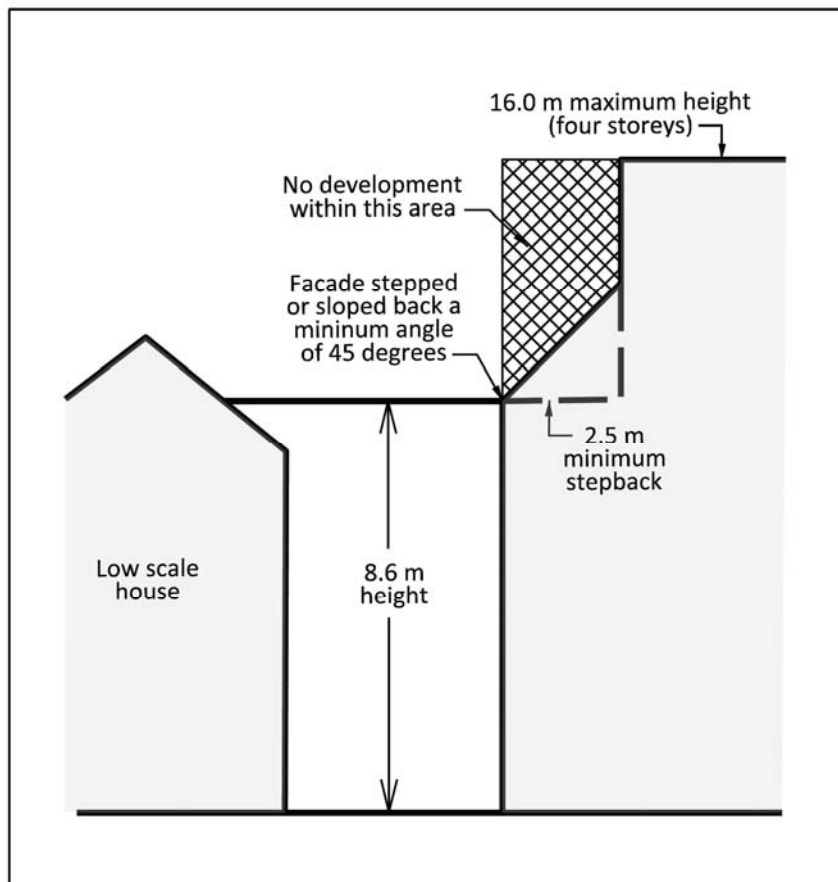 16.0 m maximum height
(four storeys)
No development
within this area
Facade stepped
or sloped back a
mininum angle
of 45 degrees
2.5 m
minimum
stepback
Low scale
house
8.6 m
height